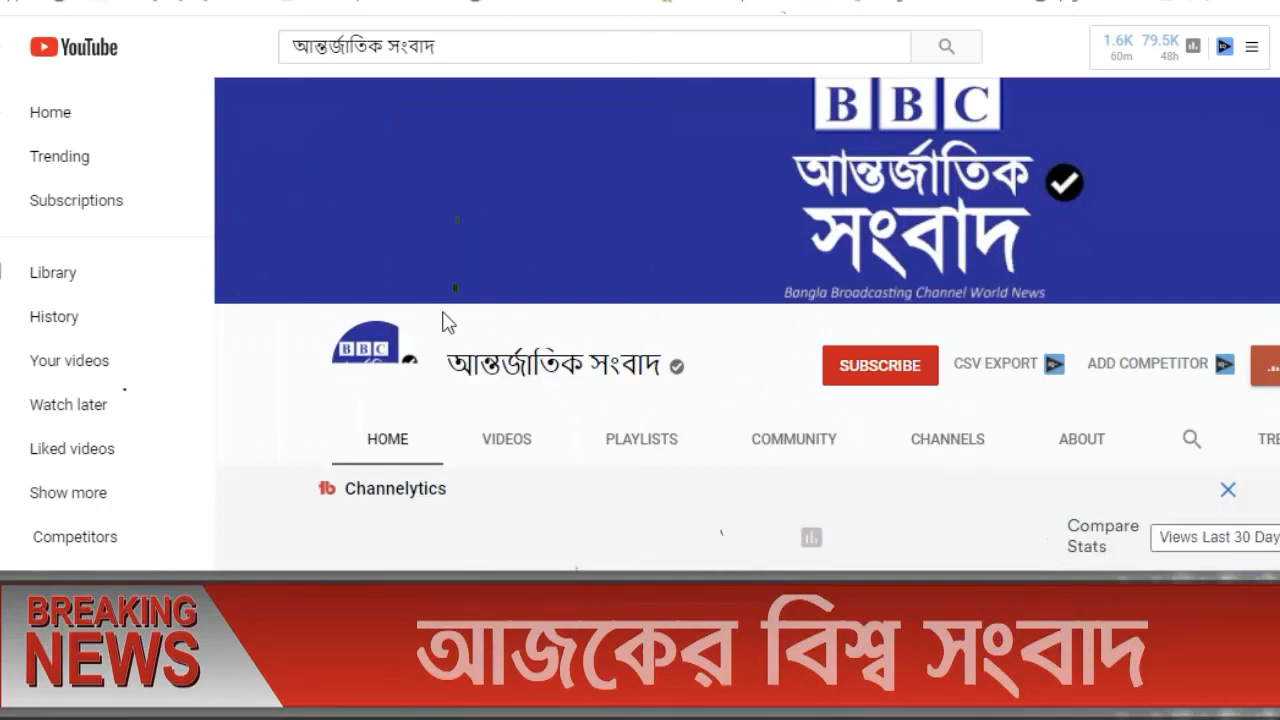 YouTube
আন্তর্জাতিক সংবাদ
1.6K 79.5K
60m 48h
Home
Trending
Subscriptions
Library
History
Your videos
Watch later
Liked videos
Show more
Competitors
BBC
আন্তর্জাতিক
সংবাদ
Bangla Broadcasting Channel World News
BBC
আন্তর্জাতিক সংবাদ
SUBSCRIBE CSV EXPORT ADD COMPETITOR
HOME VIDEOS PLAYLISTS COMMUNITY CHANNELS ABOUT TRE
tb Channelytics
Compare
Stats
Views Last 30 Day
BREAKING
NEWS
আজকের বিশ্ব সংবাদ